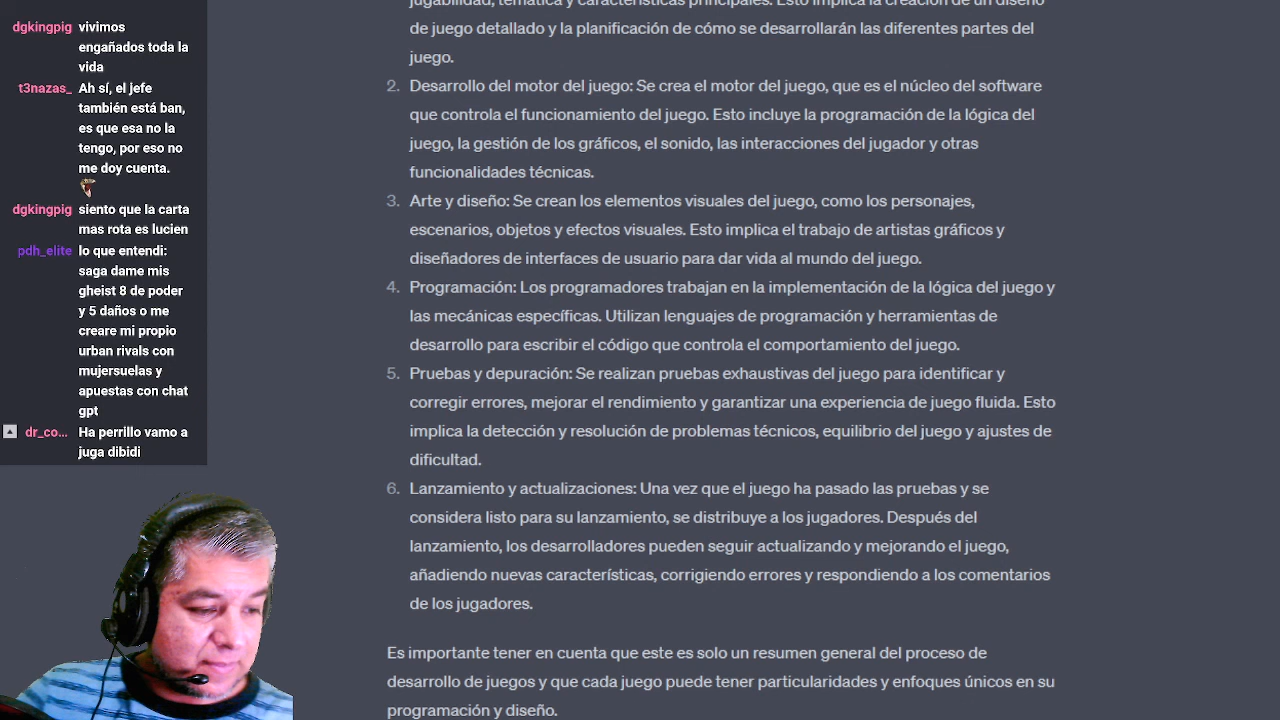 dgkingpig vivimos
engañados toda la
vida
t3nazas_ Ah sí, el jefe
también está ban,
es que esa no la
tengo, por eso no
me doy cuenta.
dgkingpig siento que la carta
mas rota es lucien
pdh_elite lo que entendi:
saga dame mis
gheist 8 de poder
y 5 daños o me
creare mi propio
urban rivals con
mujersuelas y
apuestas con chat
gpt
dr_co... Ha perrillo vamo a
juga dibidi
jugabilidad, temática y características principales. Esto implica la creación de un diseño
de juego detallado y la planificación de cómo se desarrollarán las diferentes partes del
juego.
2. Desarrollo del motor del juego: Se crea el motor del juego, que es el núcleo del software
que controla el funcionamiento del juego. Esto incluye la programación de la lógica del
juego, la gestión de los gráficos, el sonido, las interacciones del jugador y otras
funcionalidades técnicas.
3. Arte y diseño: Se crean los elementos visuales del juego, como los personajes,
escenarios, objetos y efectos visuales. Esto implica el trabajo de artistas gráficos y
diseñadores de interfaces de usuario para dar vida al mundo del juego.
4. Programación: Los programadores trabajan en la implementación de la lógica del juego y
las mecánicas específicas. Utilizan lenguajes de programación y herramientas de
desarrollo para escribir el código que controla el comportamiento del juego.
5. Pruebas y depuración: Se realizan pruebas exhaustivas del juego para identificar y
corregir errores, mejorar el rendimiento y garantizar una experiencia de juego fluida. Esto
implica la detección y resolución de problemas técnicos, equilibrio del juego y ajustes de
dificultad.
6. Lanzamiento y actualizaciones: Una vez que el juego ha pasado las pruebas y se
considera listo para su lanzamiento, se distribuye a los jugadores. Después del
lanzamiento, los desarrolladores pueden seguir actualizando y mejorando el juego,
añadiendo nuevas características, corrigiendo errores y respondiendo a los comentarios
de los jugadores.
Es importante tener en cuenta que este es solo un resumen general del proceso de
desarrollo de juegos y que cada juego puede tener particularidades y enfoques únicos en su
programación y diseño.